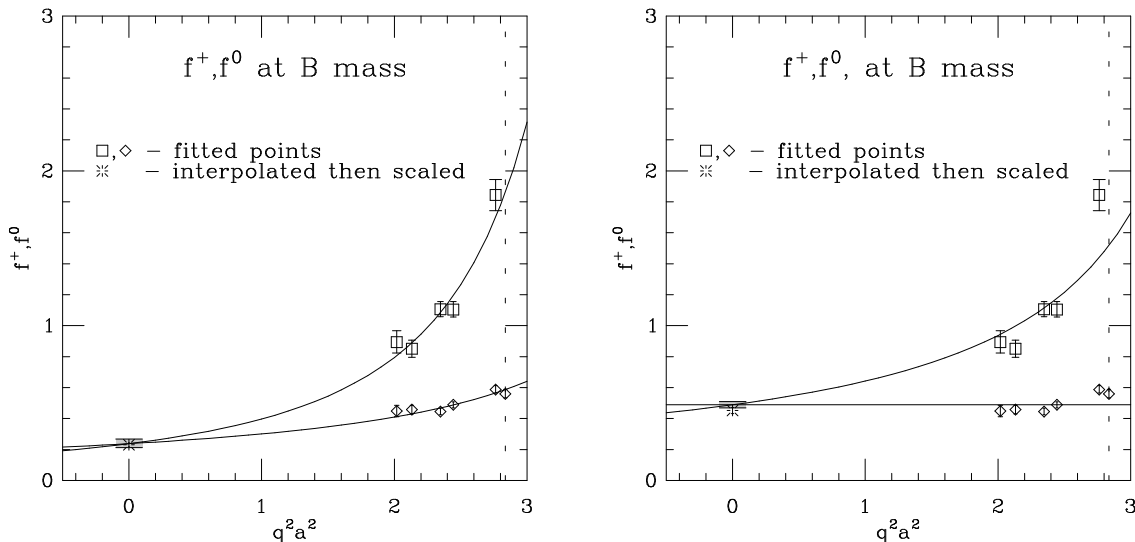 3
f⁺,f⁰ at B mass
□,◇ – fitted points
2
※ – interpolated then scaled
f⁺,f⁰
1
0
0 1 2 3
q²a²
3
f⁺,f⁰, at B mass
□,◇ – fitted points
2
※ – interpolated then scaled
f⁺,f⁰
1
0
0 1 2 3
q²a²